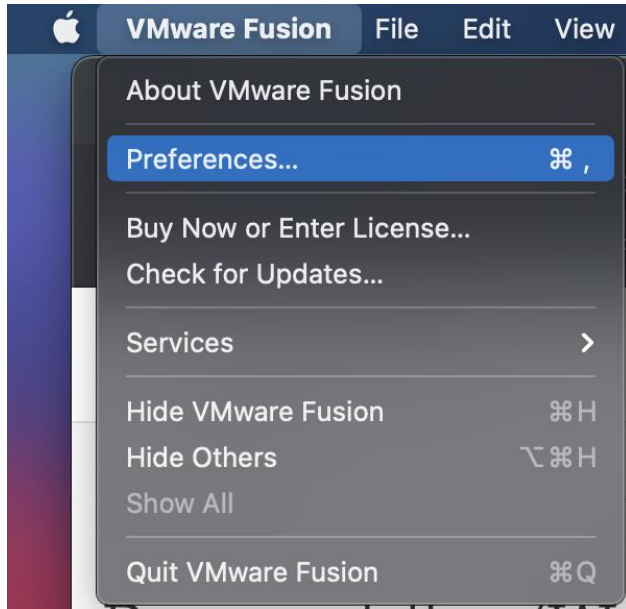 VMware Fusion File Edit View
About VMware Fusion
Preferences... ⌘ ,
Buy Now or Enter License...
Check for Updates...
Services >
Hide VMware Fusion ⌘H
Hide Others ⌥⌘H
Show All
Quit VMware Fusion ⌘Q